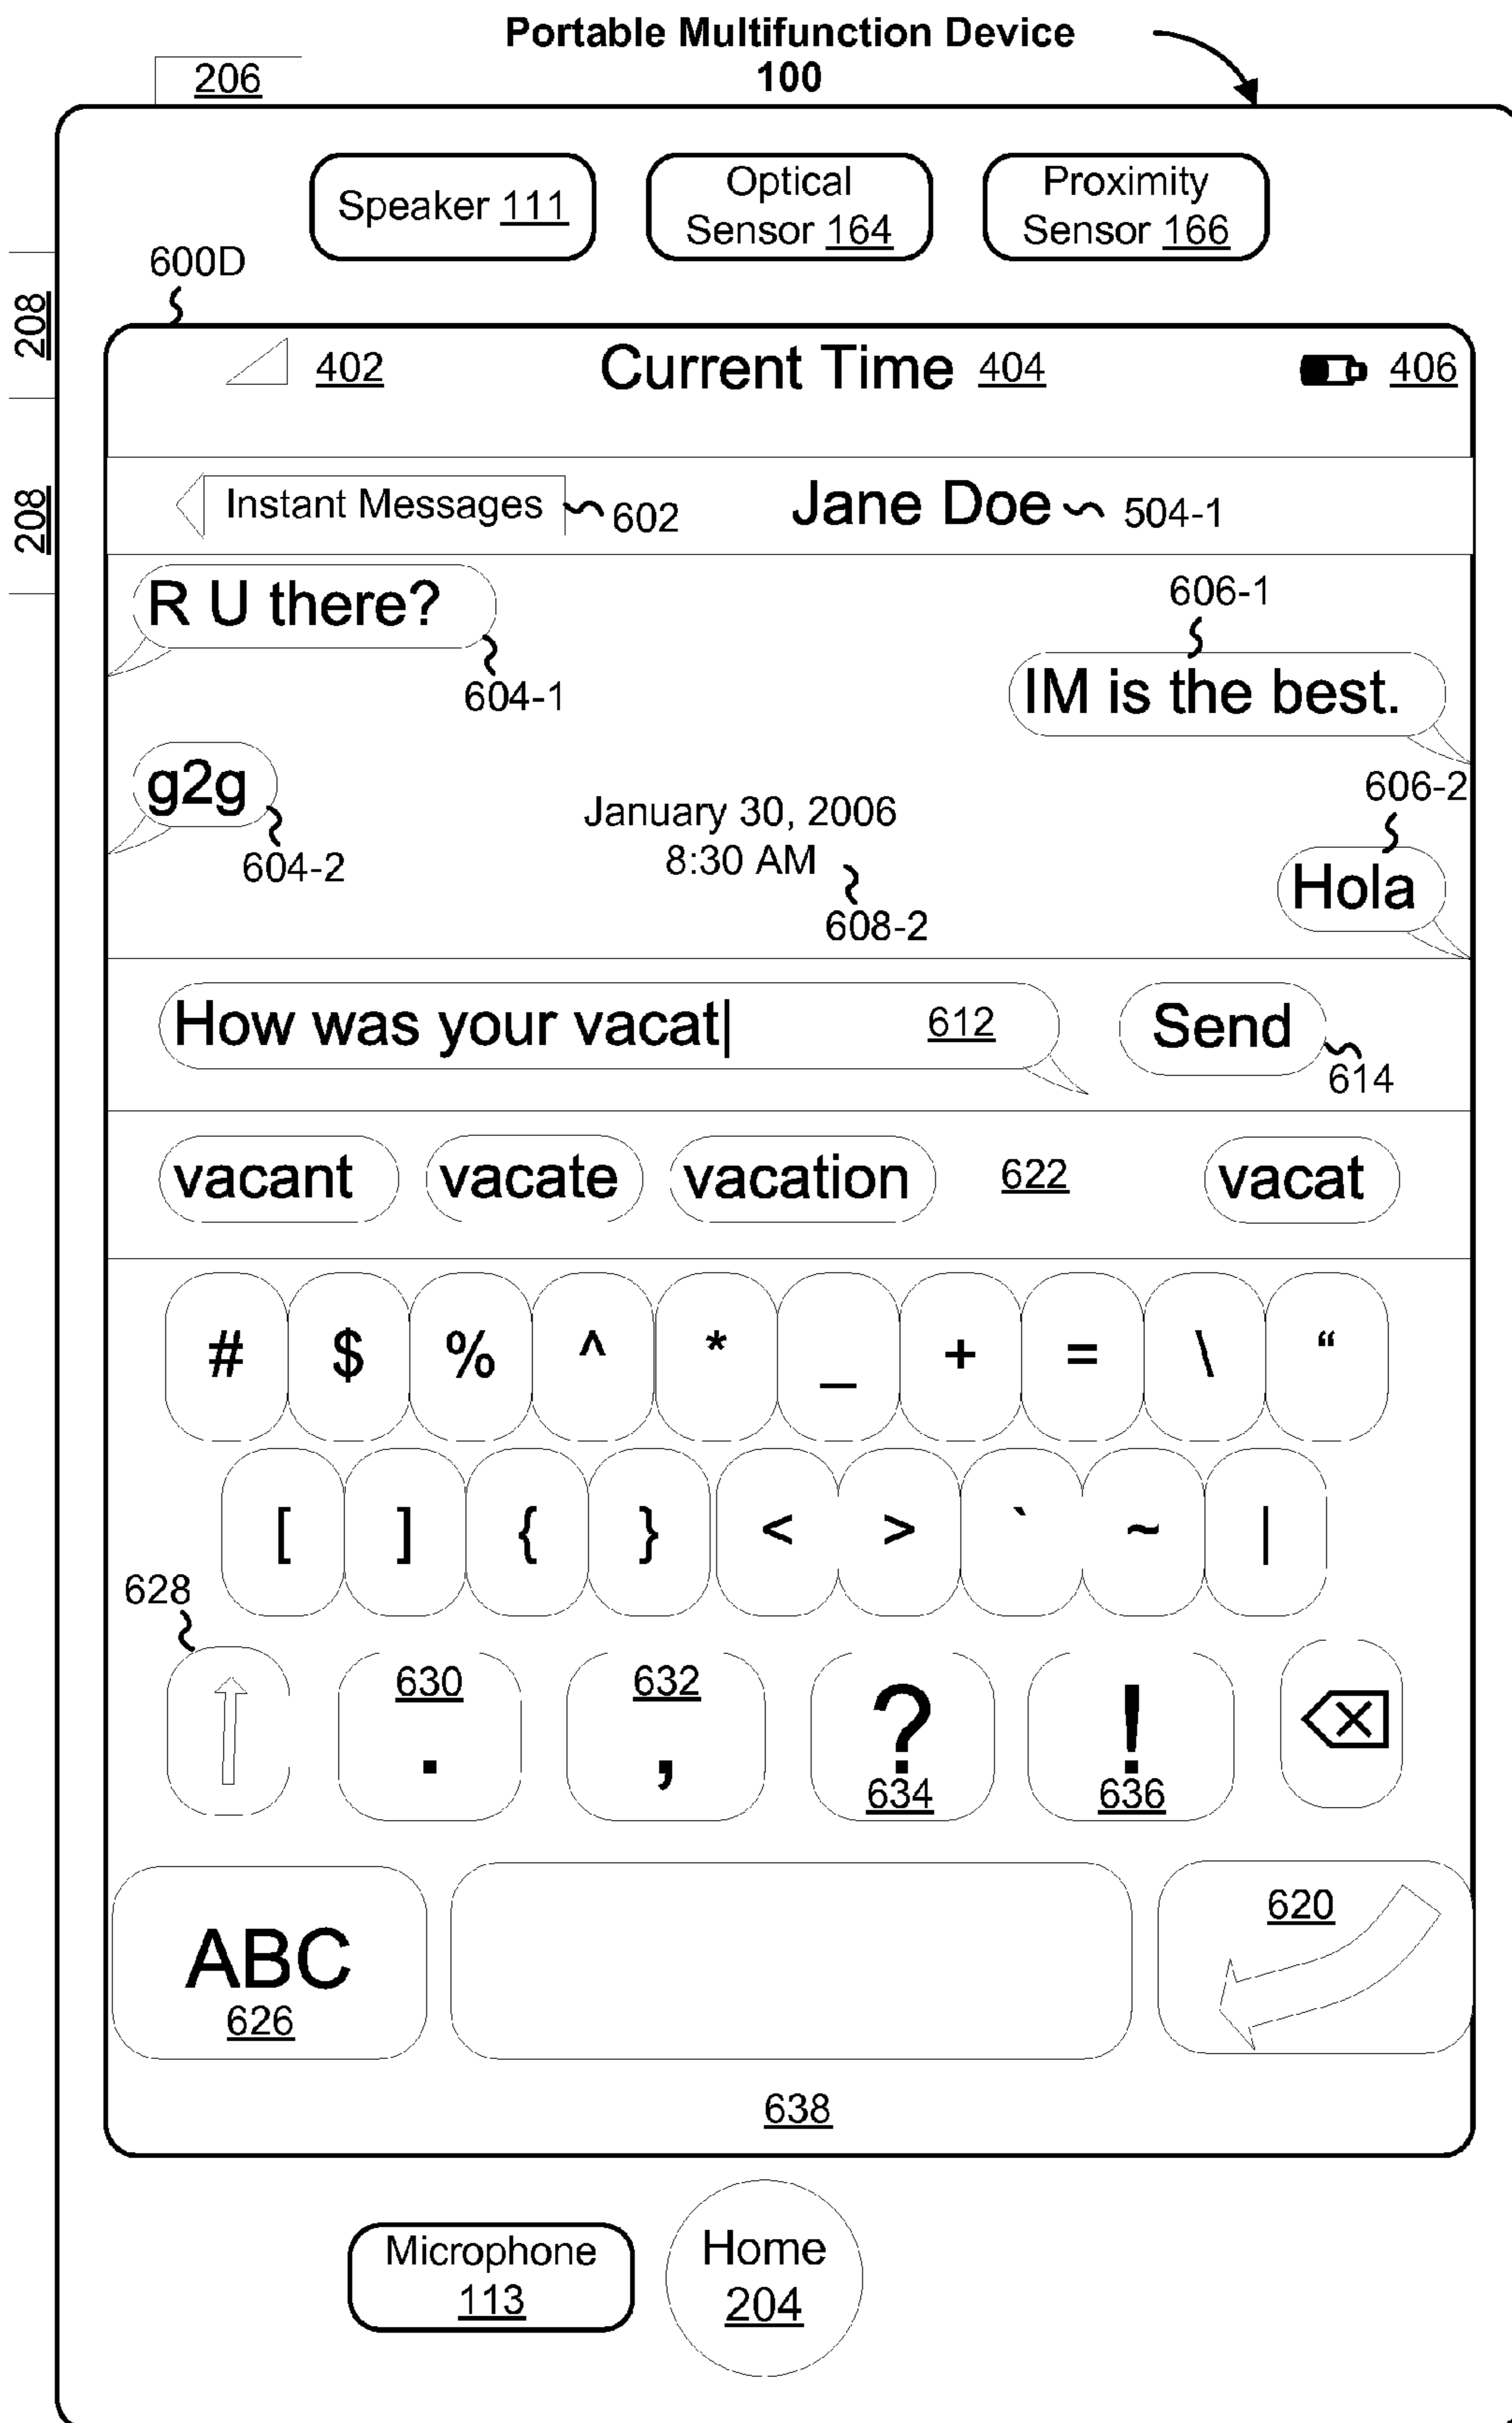 Portable Multifunction Device
100
206
Speaker 111
Optical
Sensor 164
Proximity
Sensor 166
600D
208
208
402
Current Time 404
406
Instant Messages
602
Jane Doe
504-1
R U there?
604-1
606-1
IM is the best.
g2g
604-2
January 30, 2006
8:30 AM
608-2
606-2
Hola
How was your vacat
612
Send
614
vacant
vacate
vacation
622
vacat
# $ % ^ * _ + = \ “
[ ] { } < > ` ~ |
628
630
.
632
,
?
634
!
636
ABC
626
620
638
Microphone
113
Home
204